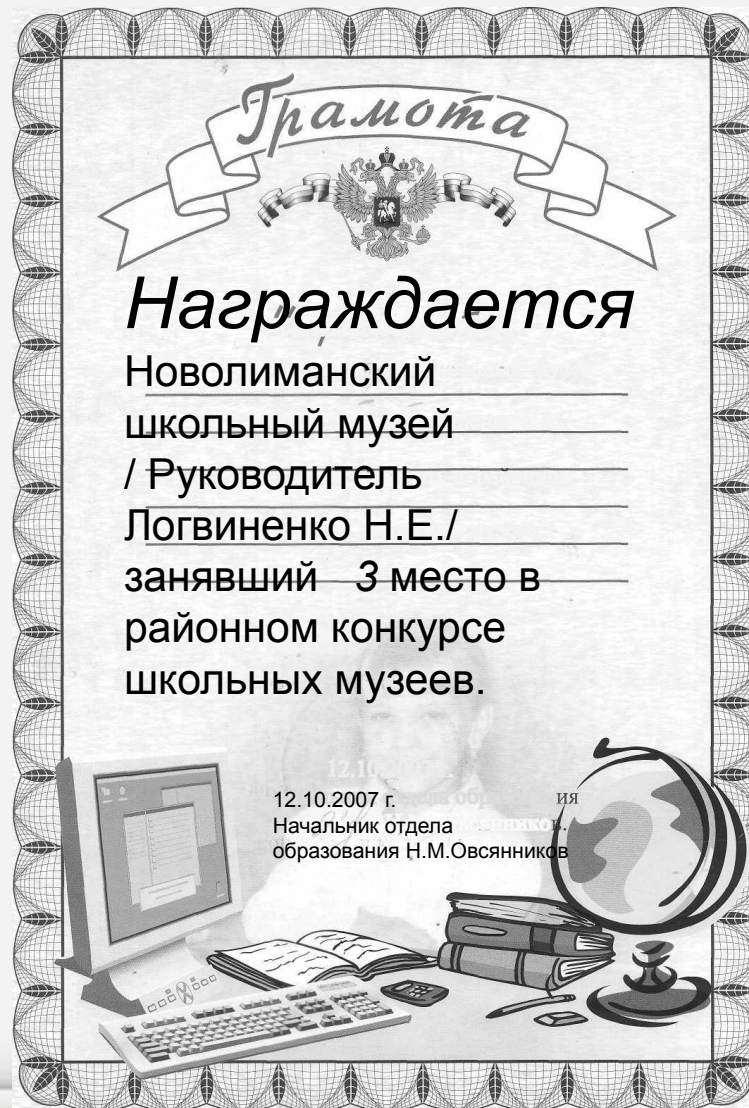 Грамота
Награждается
Новолиманский
школьный музей
/ Руководитель
Логвиненко Н.Е./
занявший 3 место в
районном конкурсе
школьных музеев.
12.10.2007 г.
Начальник отдела
образования Н.М.Овсянников